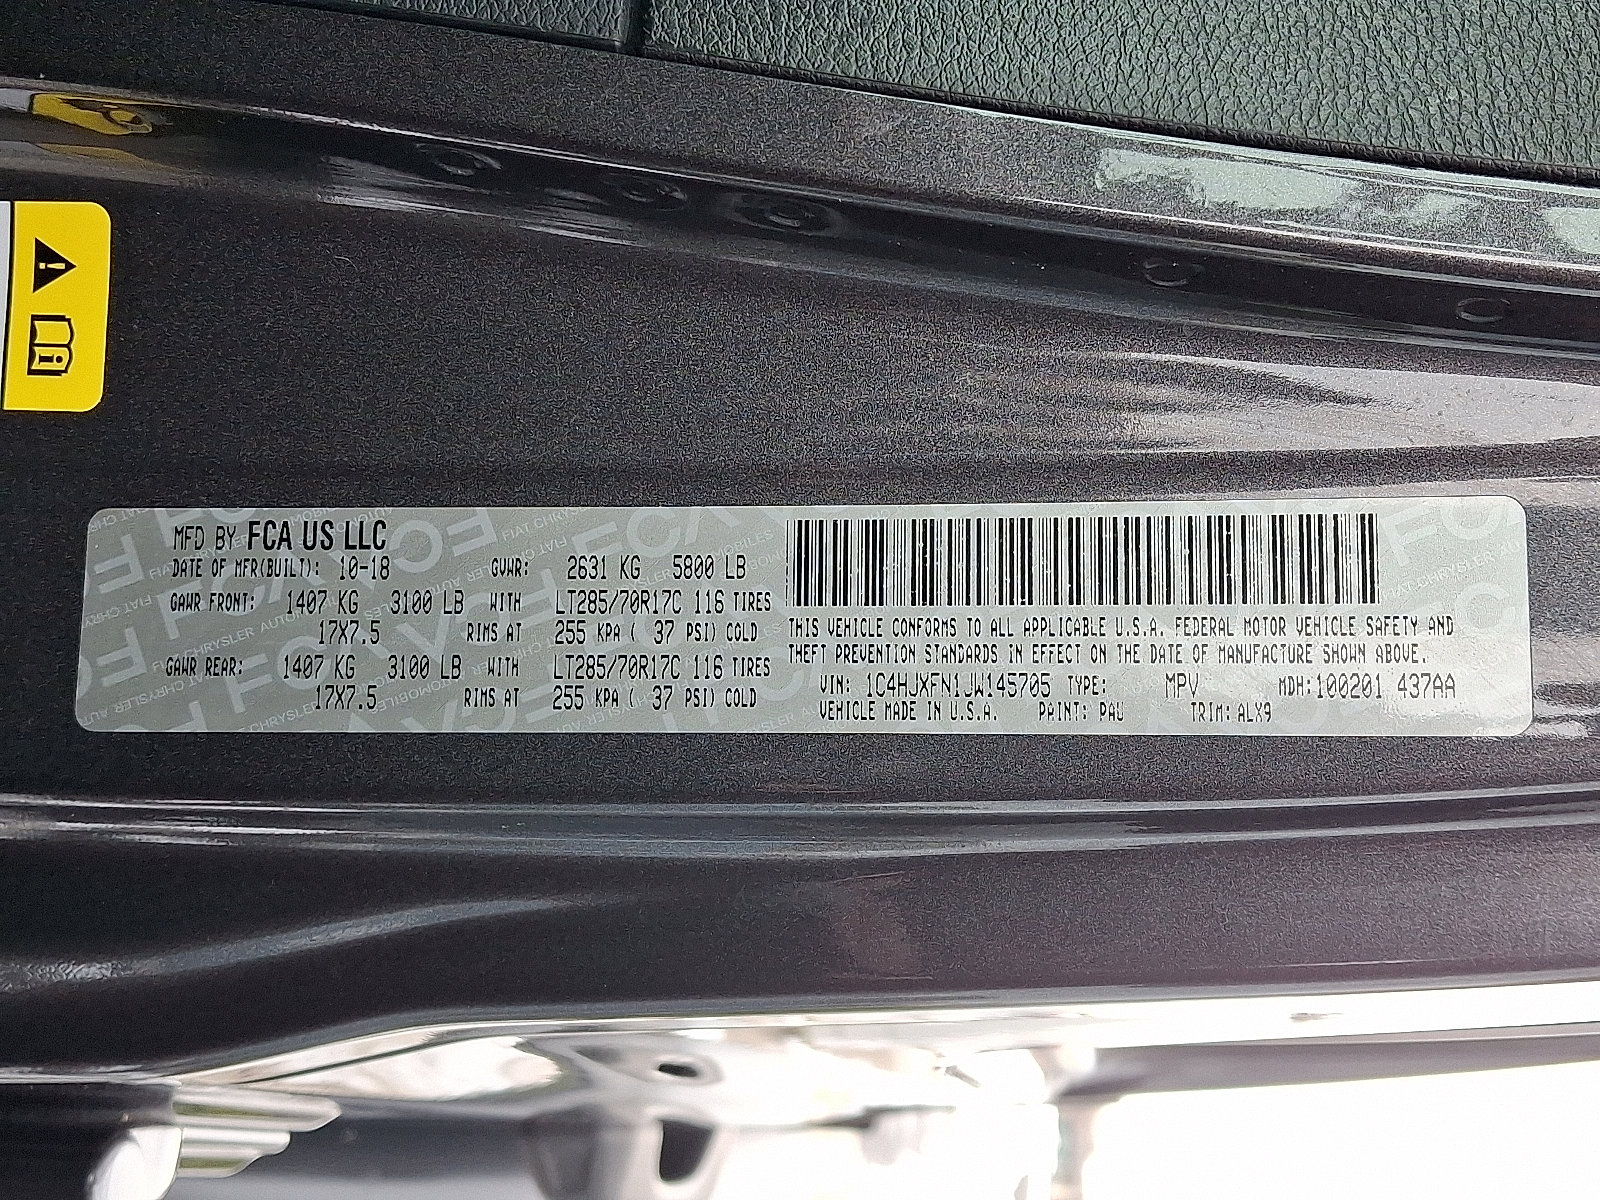 MFD BY FCA US LLC
DATE OF MFR(BUILT): 10-18 GVWR: 2631 KG 5800 LB
GAWR FRONT: 1407 KG 3100 LB WITH LT285/70R17C 116 TIRES
17X7.5 RIMS AT 255 KPA ( 37 PSI) COLD
GAWR REAR: 1407 KG 3100 LB WITH LT285/70R17C 116 TIRES
17X7.5 RIMS AT 255 KPA ( 37 PSI) COLD
THIS VEHICLE CONFORMS TO ALL APPLICABLE U.S.A. FEDERAL MOTOR VEHICLE SAFETY AND
THEFT PREVENTION STANDARDS IN EFFECT ON THE DATE OF MANUFACTURE SHOWN ABOVE.
VIN: 1C4HJXFN1JW145705 TYPE: MPV MDH:100201 437AA
VEHICLE MADE IN U.S.A. PAINT: PAU TRIM: ALX9